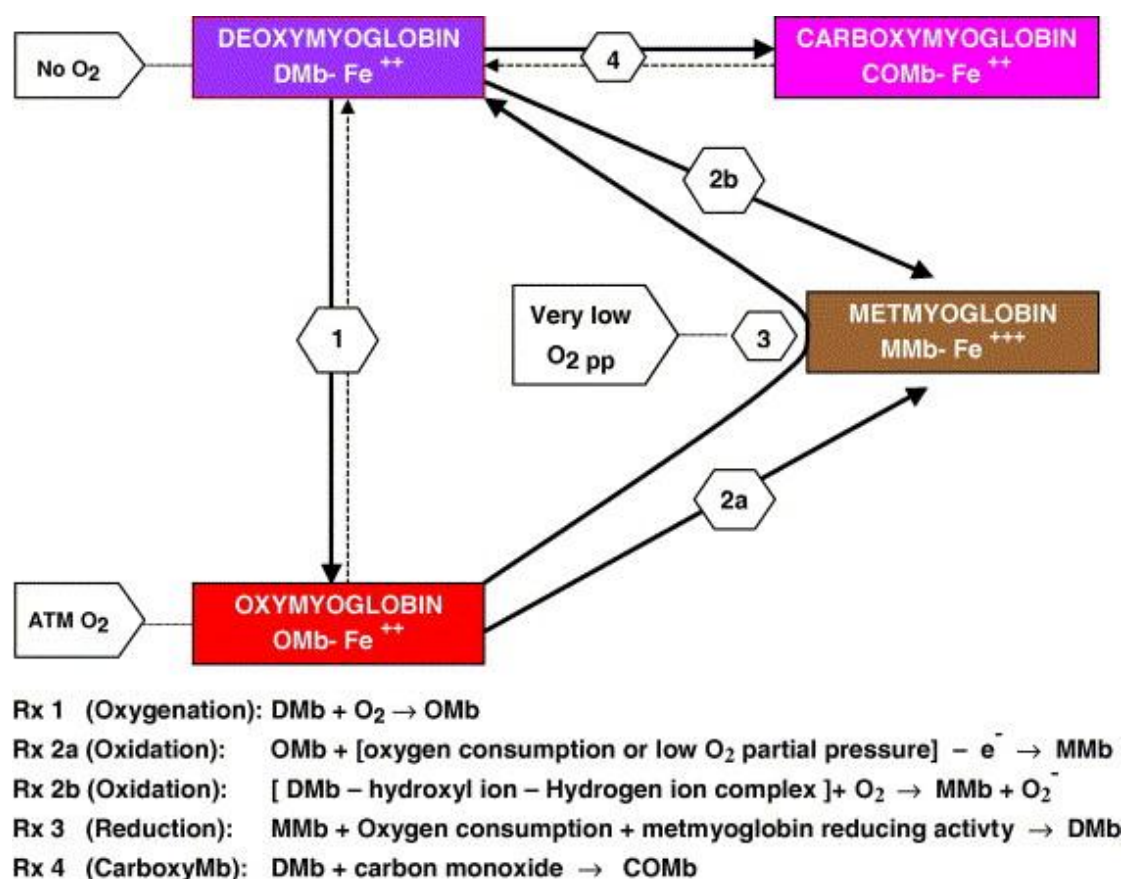 No O₂
DEOXYMYOGLOBIN
DMb- Fe ⁺⁺
4
CARBOXYMYOGLOBIN
COMb- Fe ⁺⁺
2b
1
Very low
O₂ pp
3
METMYOGLOBIN
MMb- Fe ⁺⁺⁺
2a
ATM O₂
OXYMYOGLOBIN
OMb- Fe ⁺⁺
Rx 1 (Oxygenation): DMb + O₂ → OMb
Rx 2a (Oxidation): OMb + [oxygen consumption or low O₂ partial pressure] – e⁻ → MMb
Rx 2b (Oxidation): [ DMb – hydroxyl ion – Hydrogen ion complex ]+ O₂ → MMb + O₂⁻
Rx 3 (Reduction): MMb + Oxygen consumption + metmyoglobin reducing activty → DMb
Rx 4 (CarboxyMb): DMb + carbon monoxide → COMb